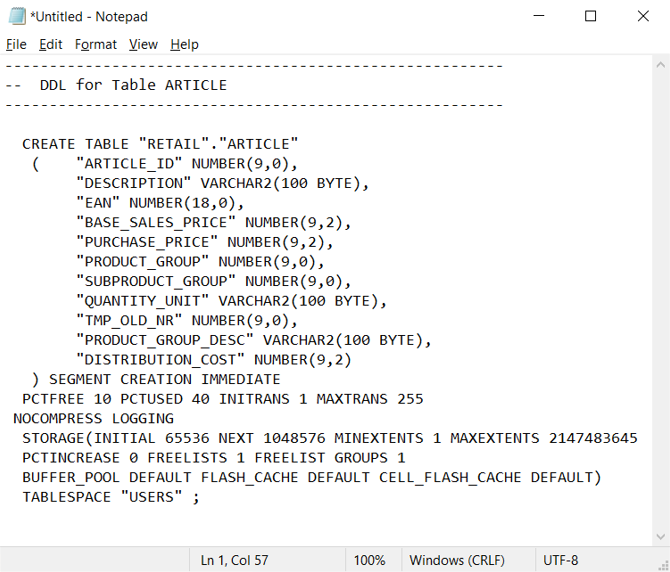 *Untitled - Notepad
File Edit Format View Help
---------------------------------------------------------
--  DDL for Table ARTICLE
---------------------------------------------------------
CREATE TABLE "RETAIL"."ARTICLE"
(    "ARTICLE_ID" NUMBER(9,0),
"DESCRIPTION" VARCHAR2(100 BYTE),
"EAN" NUMBER(18,0),
"BASE_SALES_PRICE" NUMBER(9,2),
"PURCHASE_PRICE" NUMBER(9,2),
"PRODUCT_GROUP" NUMBER(9,0),
"SUBPRODUCT_GROUP" NUMBER(9,0),
"QUANTITY_UNIT" VARCHAR2(100 BYTE),
"TMP_OLD_NR" NUMBER(9,0),
"PRODUCT_GROUP_DESC" VARCHAR2(100 BYTE),
"DISTRIBUTION_COST" NUMBER(9,2)
) SEGMENT CREATION IMMEDIATE
PCTFREE 10 PCTUSED 40 INITRANS 1 MAXTRANS 255
NOCOMPRESS LOGGING
STORAGE(INITIAL 65536 NEXT 1048576 MINEXTENTS 1 MAXEXTENTS 2147483645
PCTINCREASE 0 FREELISTS 1 FREELIST GROUPS 1
BUFFER_POOL DEFAULT FLASH_CACHE DEFAULT CELL_FLASH_CACHE DEFAULT)
TABLESPACE "USERS" ;
Ln 1, Col 57 100% Windows (CRLF) UTF-8